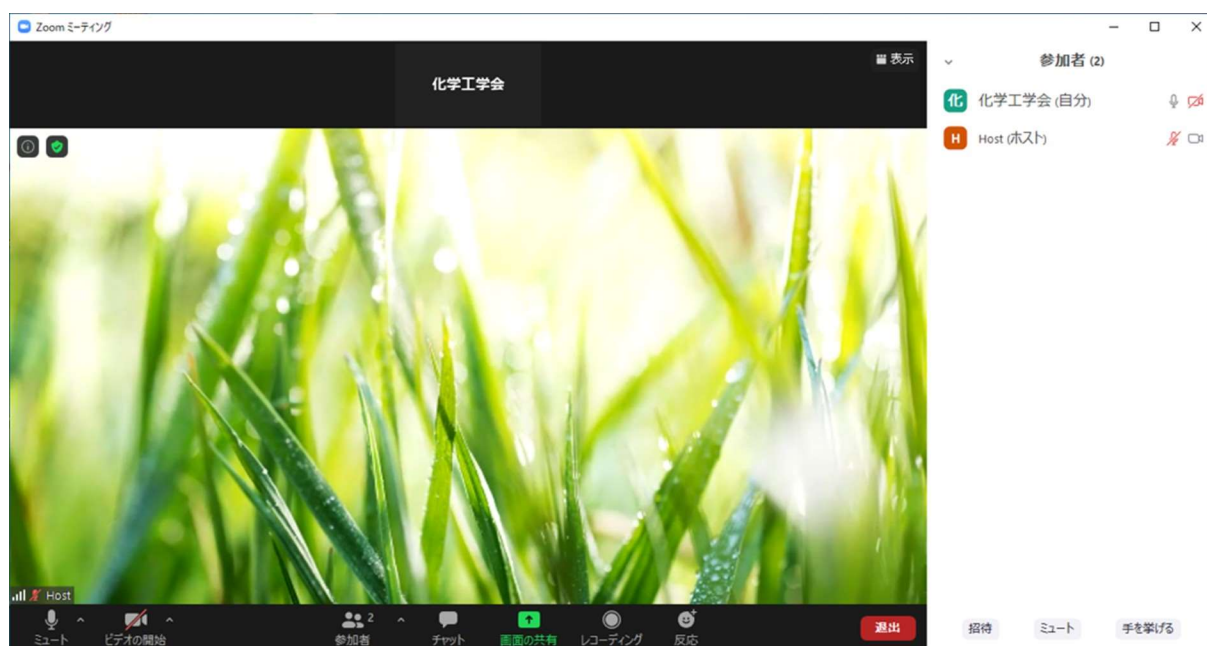 Zoom ミーティング
化学工学会
表示
Host
ミュート
ビデオの開始
参加者
2
チャット
画面の共有
レコーディング
反応
退出
参加者 (2)
化 化学工学会 (自分)
H Host (ホスト)
招待 ミュート 手を挙げる